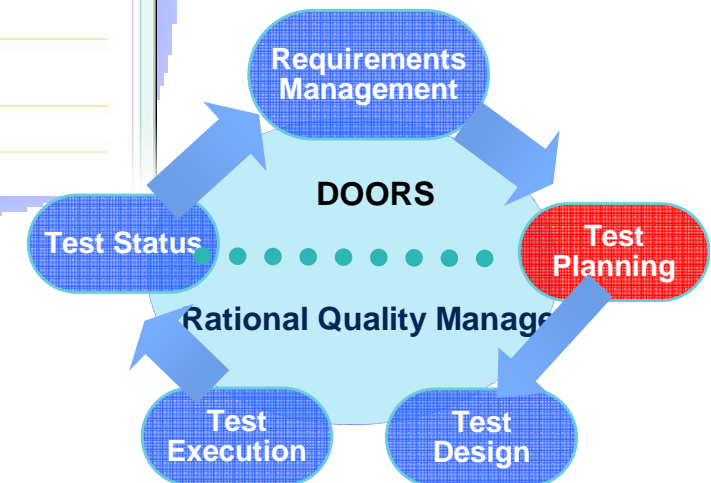 Requirements
Management
DOORS
Test Status
Test
Planning
Rational Quality Manage
Test
Execution
Test
Design